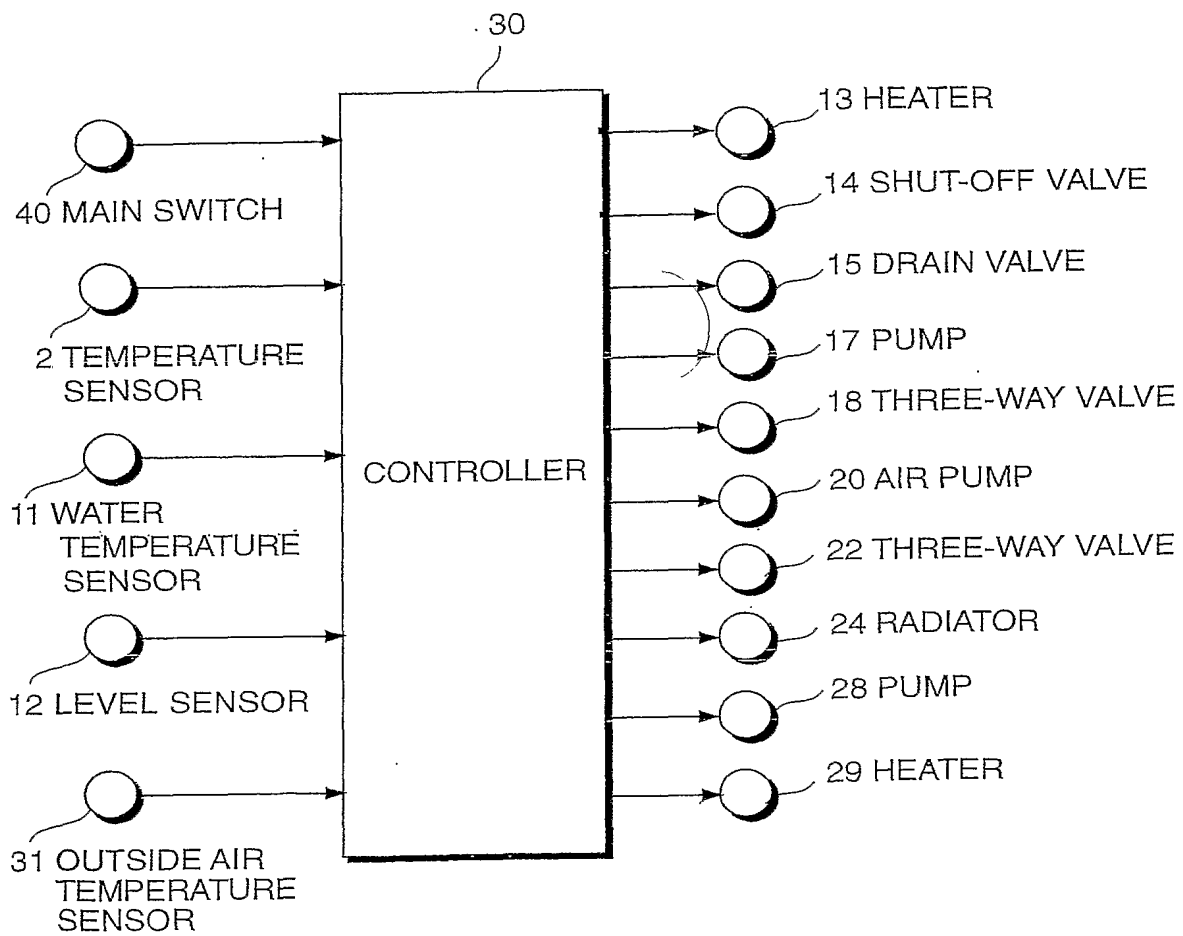 30
40 MAIN SWITCH
2 TEMPERATURE
SENSOR
11 WATER
TEMPERATURE
SENSOR
12 LEVEL SENSOR
31 OUTSIDE AIR
TEMPERATURE
SENSOR
CONTROLLER
13 HEATER
14 SHUT-OFF VALVE
15 DRAIN VALVE
17 PUMP
18 THREE-WAY VALVE
20 AIR PUMP
22 THREE-WAY VALVE
24 RADIATOR
28 PUMP
29 HEATER